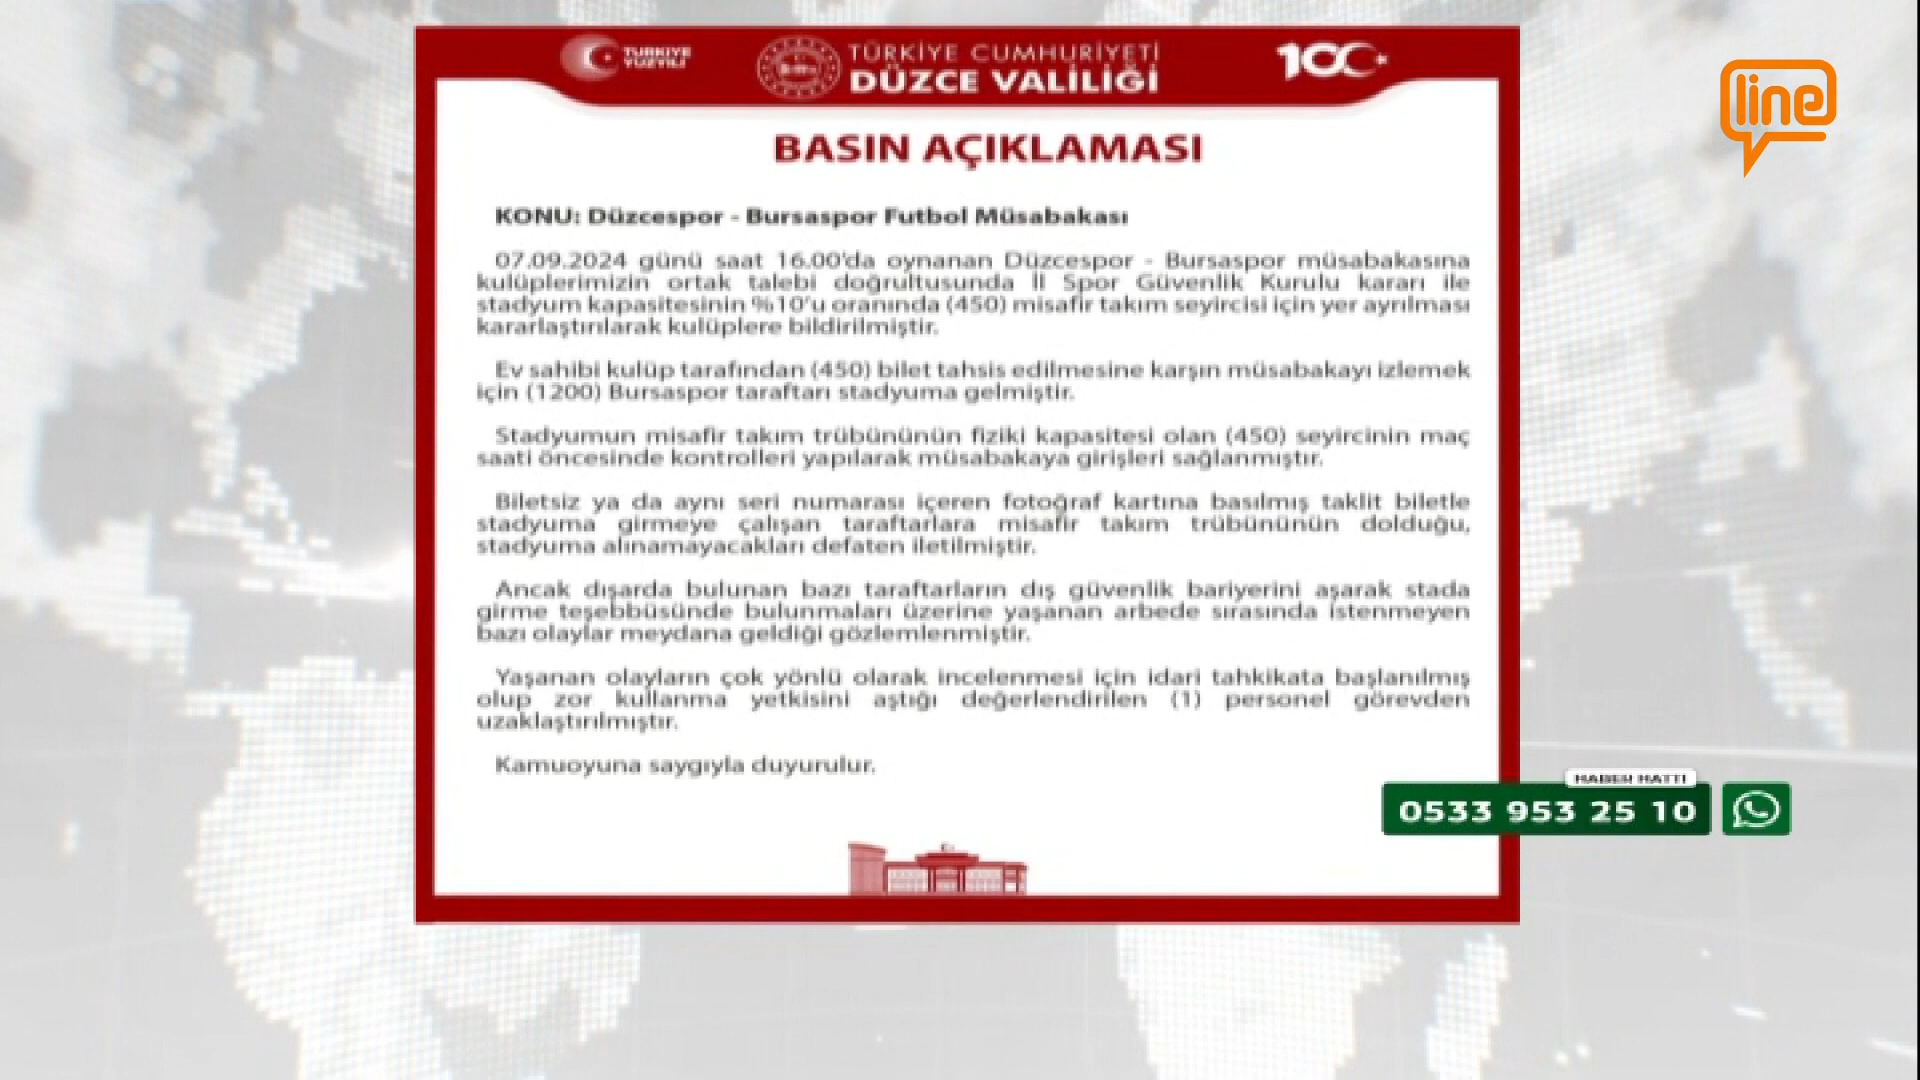 TÜRKİYE
YÜZYILI
TÜRKİYE CUMHURİYETİ
DÜZCE VALİLİĞİ
100
line
BASIN AÇIKLAMASI
KONU: Düzcespor - Bursaspor Futbol Müsabakası
07.09.2024 günü saat 16.00'da oynanan Düzcespor - Bursaspor müsabakasına
kulüplerimizin ortak talebi doğrultusunda İl Spor Güvenlik Kurulu kararı ile
stadyum kapasitesinin %10'u oranında (450) misafir takım seyircisi için yer ayrılması
kararlaştırılarak kulüplere bildirilmiştir.
Ev sahibi kulüp tarafından (450) bilet tahsis edilmesine karşın müsabakayı izlemek
için (1200) Bursaspor taraftarı stadyuma gelmiştir.
Stadyumun misafir takım trübününün fiziki kapasitesi olan (450) seyircinin maç
saati öncesinde kontrolleri yapılarak müsabakaya girişleri sağlanmıştır.
Biletsiz ya da aynı seri numarası içeren fotoğraf kartına basılmış taklit biletle
stadyuma girmeye çalışan taraftarlara misafir takım trübününün dolduğu,
stadyuma alınamayacakları defaten iletilmiştir.
Ancak dışarda bulunan bazı taraftarların dış güvenlik bariyerini aşarak stada
girme teşebbüsünde bulunmaları üzerine yaşanan arbede sırasında istenmeyen
bazı olaylar meydana geldiği gözlemlenmiştir.
Yaşanan olayların çok yönlü olarak incelenmesi için idari tahkikata başlanılmış
olup zor kullanma yetkisini aştığı değerlendirilen (1) personel görevden
uzaklaştırılmıştır.
Kamuoyuna saygıyla duyurulur.
HABER HATTI
0533 953 25 10